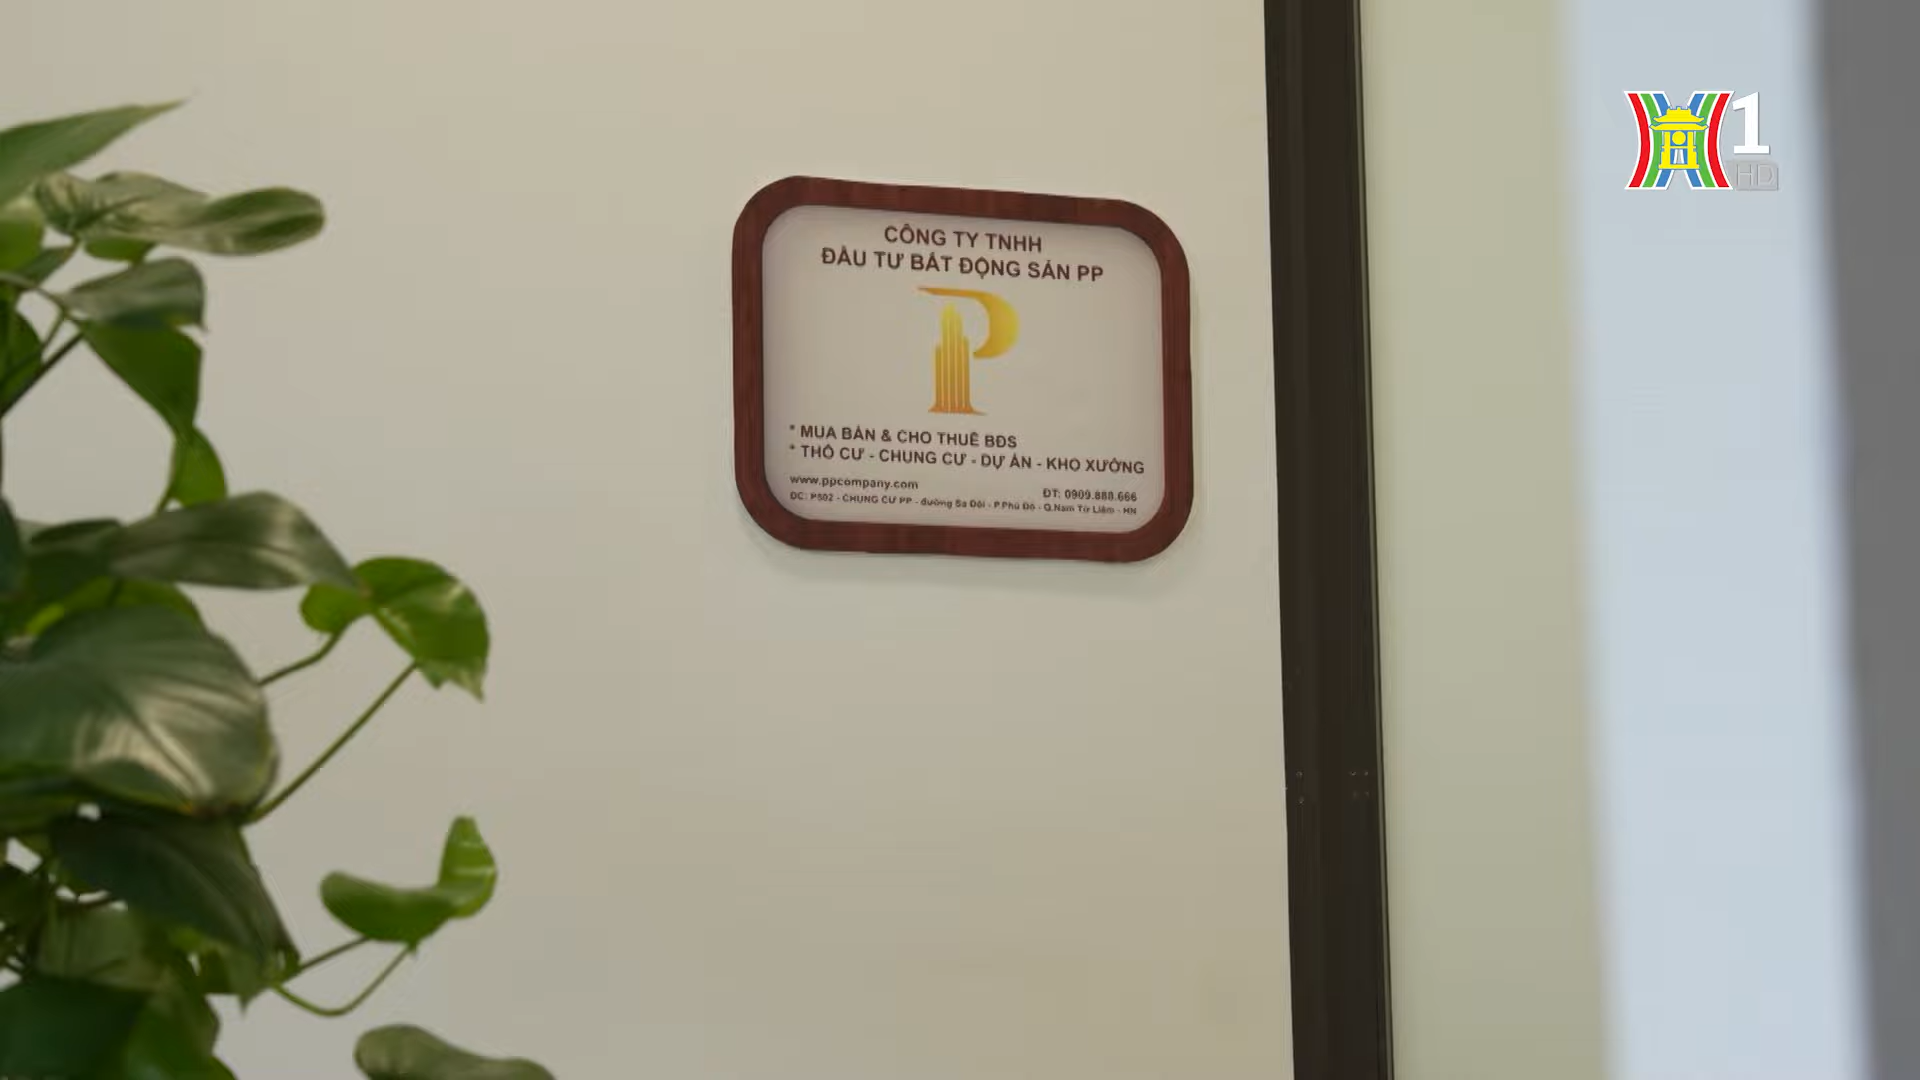 CÔNG TY TNHH
ĐẦU TƯ BẤT ĐỘNG SẢN PP
P
* MUA BÁN & CHO THUÊ BĐS
* THỔ CƯ - CHUNG CƯ - DỰ ÁN - KHO XƯỞNG
www.ppcompany.com
ĐT: 0909.888.666
ĐC: P502 - CHUNG CƯ PP - đường Sa Đôi - P.Phú Đô - Q.Nam Từ Liêm - HN
H1
HD